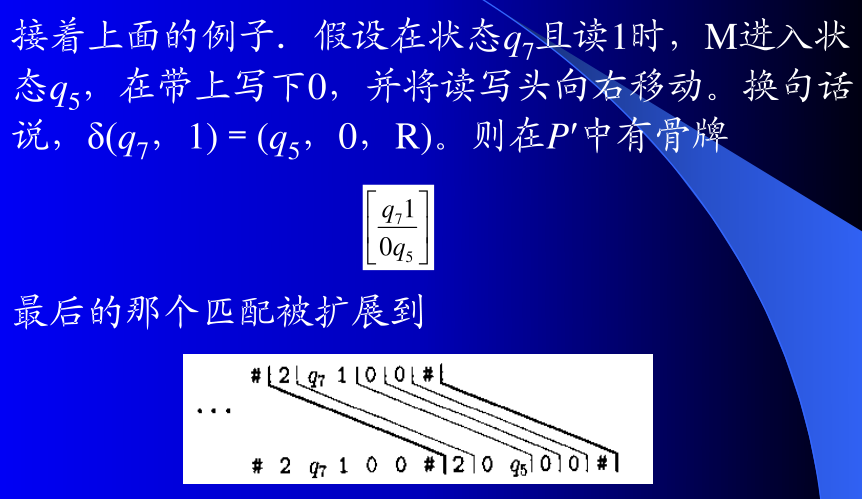 接着上面的例子．假设在状态q7且读1时，M进入状
态q5，在带上写下0，并将读写头向右移动。换句话
说，δ(q7，1) = (q5，0，R)。则在P′中有骨牌
q71
0q5
最后的那个匹配被扩展到
# 2 q7 1 0 0 #
...
# 2 q7 1 0 0 # 2 0 q5 0 0 #